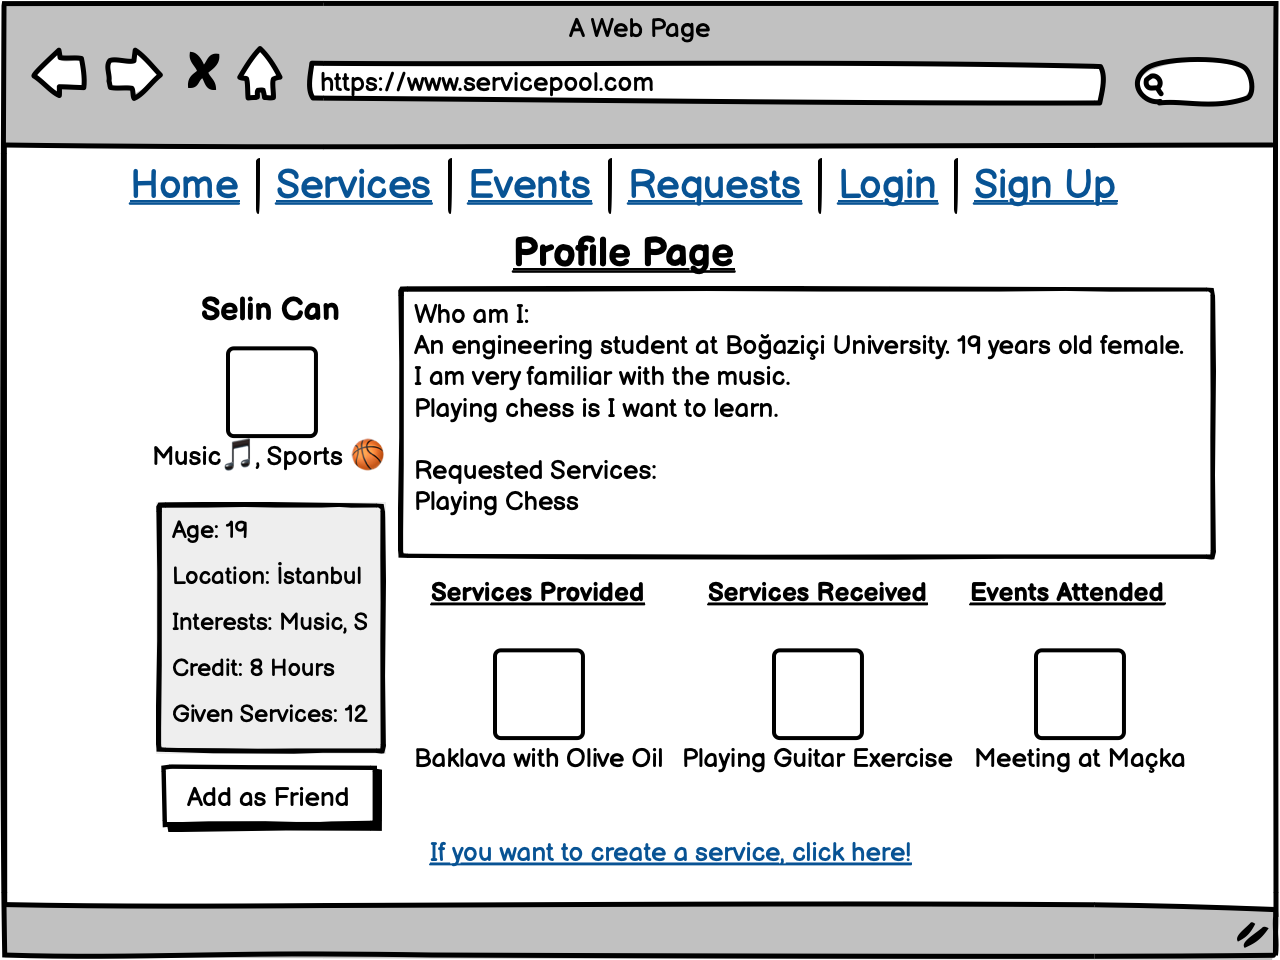 A Web Page
https://www.servicepool.com
Home
Services
Events
Requests
Login
Sign Up
Profile Page
Selin Can
Music🎵, Sports 🏀
Age: 19
Location: İstanbul
Interests: Music, S
Credit: 8 Hours
Given Services: 12
Add as Friend
Who am I:
An engineering student at Boğaziçi University. 19 years old female.
I am very familiar with the music.
Playing chess is I want to learn.
Requested Services:
Playing Chess
Services Provided
Services Received
Events Attended
Baklava with Olive Oil
Playing Guitar Exercise
Meeting at Maçka
If you want to create a service, click here!